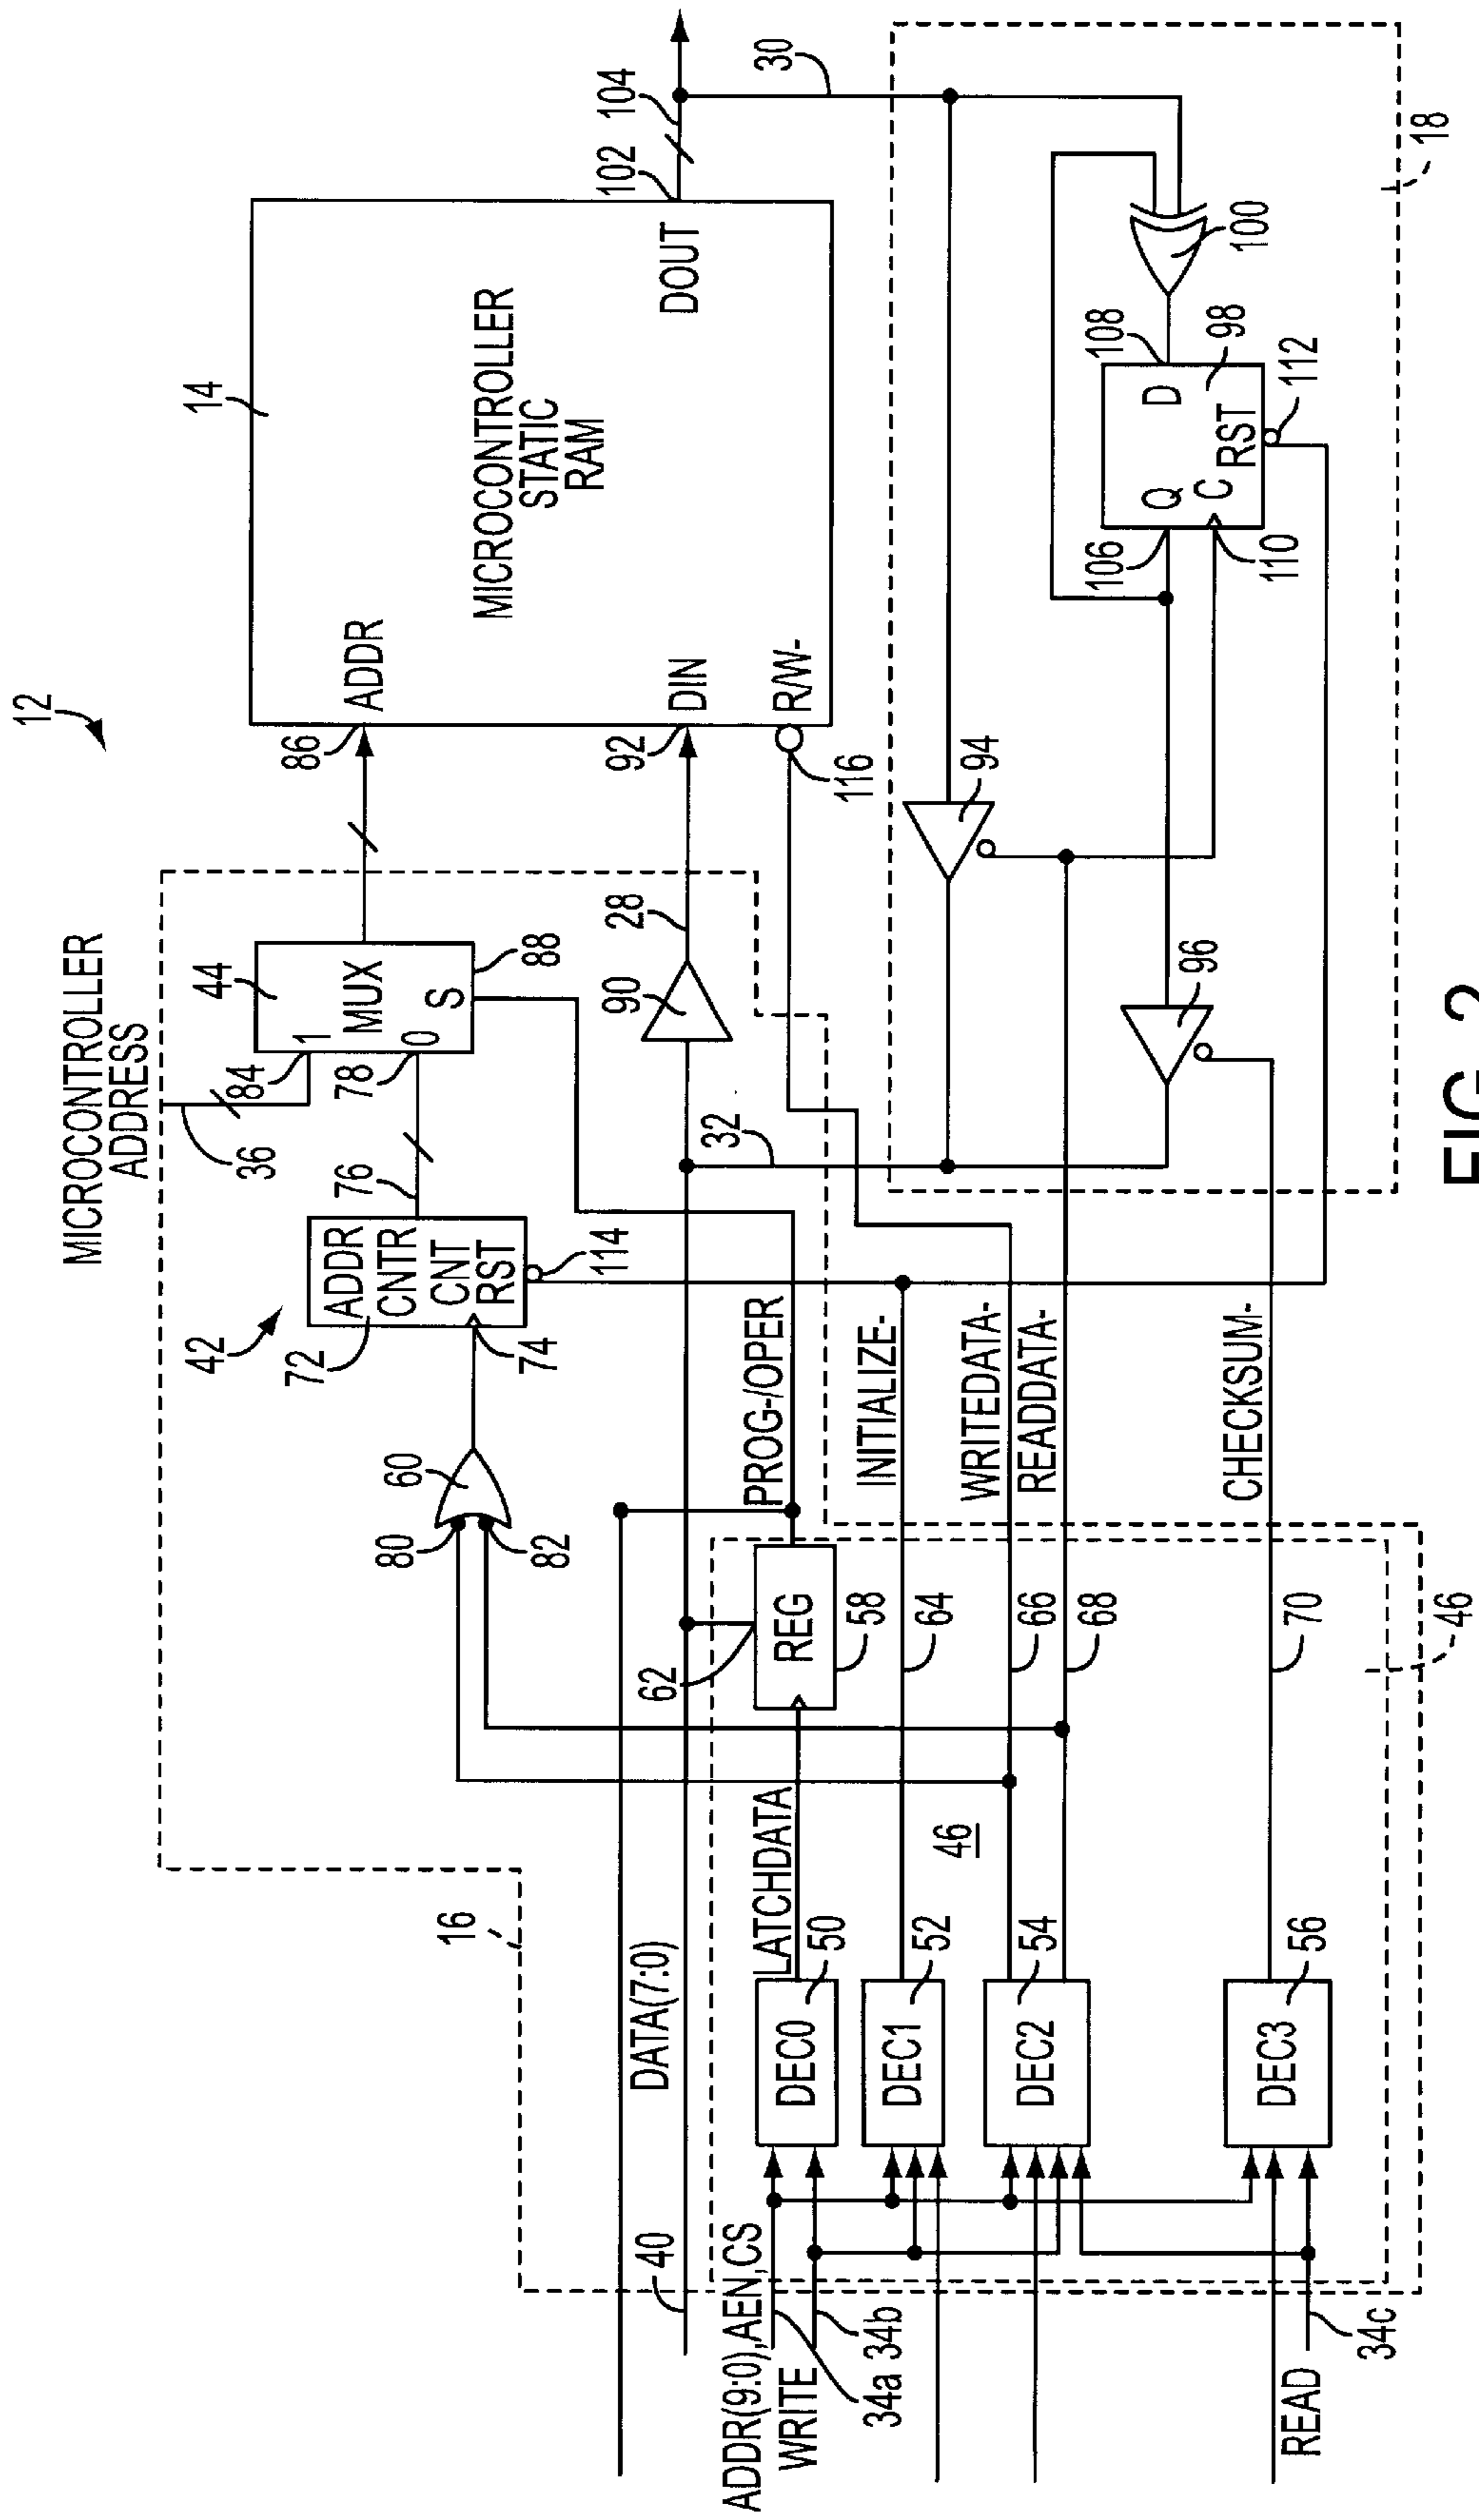 12
MICROCONTROLLER
ADDRESS
36
84
44
1
MUX
0
S
78
88
76
42
72
ADDR
CNTR
CNT
RST
74
114
60
80
82
86
ADDR
14
MICROCONTROLLER
STATIC
RAM
92
DIN
R/W-
116
DOUT
102
104
30
90
28
32
16
DATA(7:0)
40
LATCHDATA
62
REG
58
PROG-/OPER
INITIALIZE-
64
WRITEDATA-
66
READDATA-
68
CHECKSUM-
70
46
46
ADDR(9:0),AEN,CS
WRITE
34a
34b
READ
34c
DEC0
50
DEC1
52
DEC2
54
DEC3
56
94
96
106
Q
D
C
RST
108
98
110
112
100
18
FIG. 2